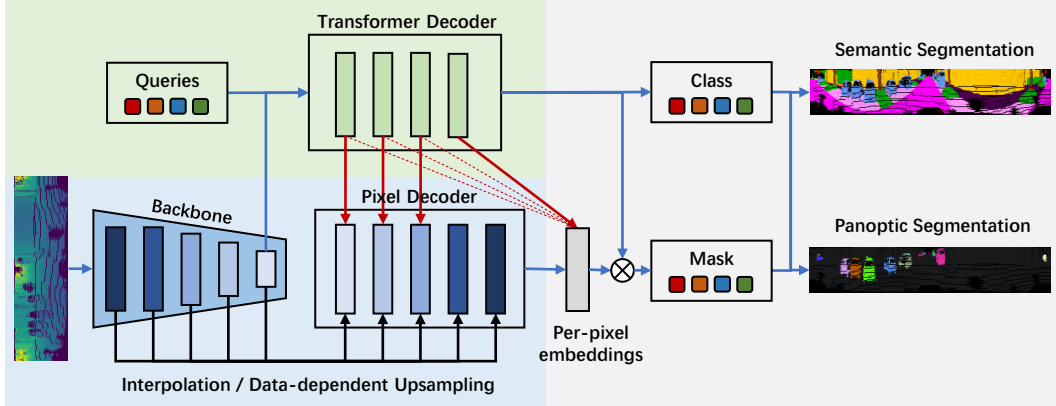 Transformer Decoder
Queries
Class
Semantic Segmentation
Backbone
Pixel Decoder
Mask
Panoptic Segmentation
Per-pixel
embeddings
Interpolation / Data-dependent Upsampling